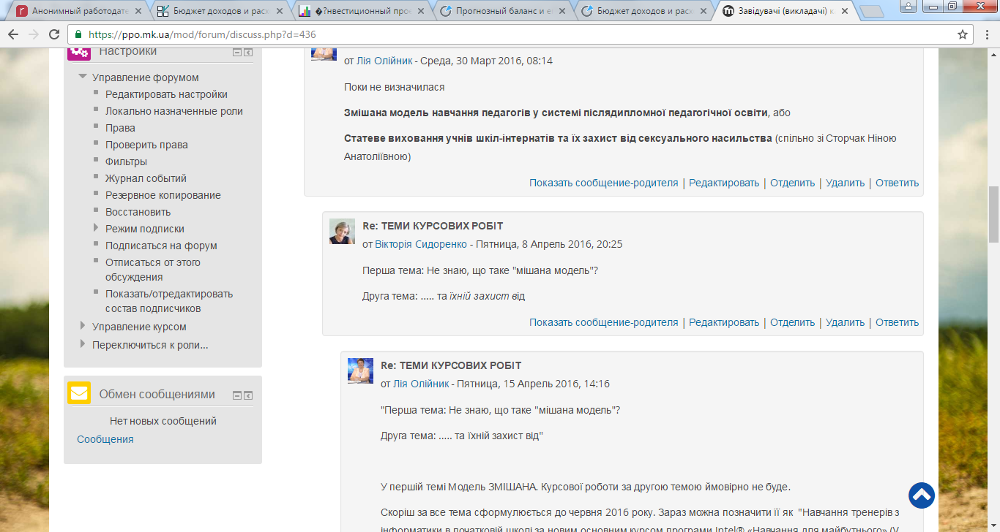 Анонимный работодате
Бюджет доходов и расх
�?нвестиционный прое
Прогнозный баланс и е
Бюджет доходов и расх
Завідувачі (викладачі) к
https://ppo.mk.ua/mod/forum/discuss.php?d=436
Настройки
Управление форумом
Редактировать настройки
Локально назначенные роли
Права
Проверить права
Фильтры
Журнал событий
Резервное копирование
Восстановить
Режим подписки
Подписаться на форум
Отписаться от этого
обсуждения
Показать/отредактировать
состав подписчиков
Управление курсом
Переключиться к роли...
Обмен сообщениями
Нет новых сообщений
Сообщения
от Лія Олійник - Среда, 30 Март 2016, 08:14
Поки не визначилася
Змішана модель навчання педагогів у системі післядипломної педагогічної освіти, або
Статеве виховання учнів шкіл-інтернатів та їх захист від сексуального насильства (спільно зі Сторчак Ніною
Анатоліївною)
Показать сообщение-родителя | Редактировать | Отделить | Удалить | Ответить
Re: ТЕМИ КУРСОВИХ РОБІТ
от Вікторія Сидоренко - Пятница, 8 Апрель 2016, 20:25
Перша тема: Не знаю, що таке "мішана модель"?
Друга тема: ..... та їхній захист від
Показать сообщение-родителя | Редактировать | Отделить | Удалить | Ответить
Re: ТЕМИ КУРСОВИХ РОБІТ
от Лія Олійник - Пятница, 15 Апрель 2016, 14:16
"Перша тема: Не знаю, що таке "мішана модель"?
Друга тема: ..... та їхній захист від"
У першій темі Модель ЗМІШАНА. Курсової роботи за другою темою ймовірно не буде.
Скоріш за все тема сформулюється до червня 2016 року. Зараз можна позначити її як "Навчання тренерів з
інформатики в початковій школі за новим основним курсом програми Intel® «Навчання для майбутнього» (V